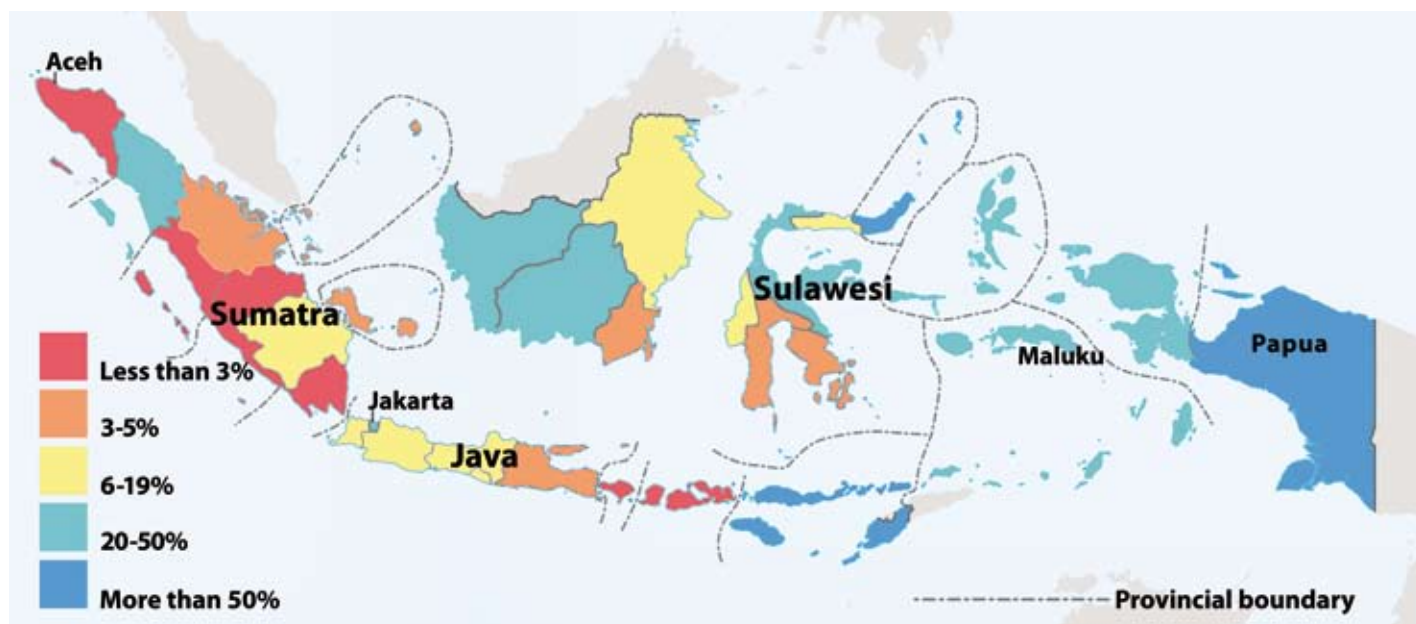 Aceh
Sumatra
Sulawesi
Maluku
Papua
Jakarta
Java
Less than 3%
3-5%
6-19%
20-50%
More than 50%
Provincial boundary